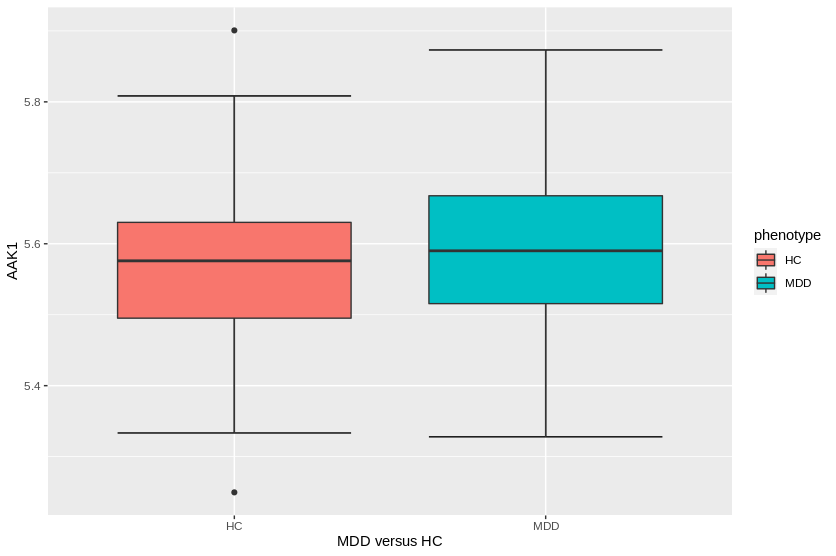 AAK1
5.8
5.6
5.4
HC
MDD
MDD versus HC
phenotype
HC
MDD